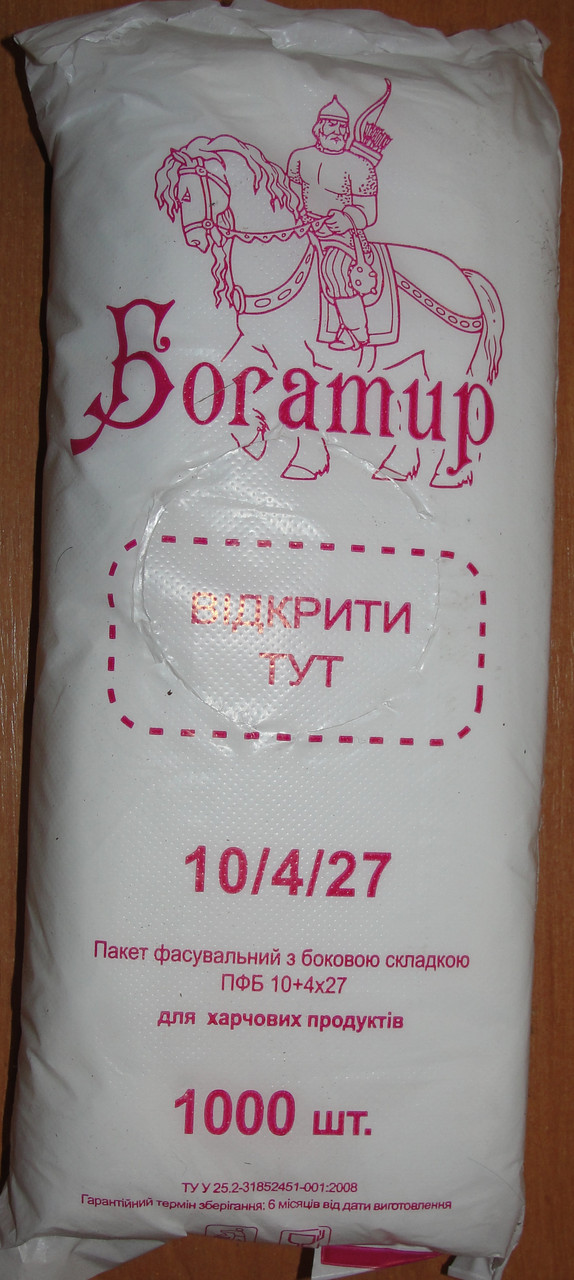 Богатир
ВІДКРИТИ
ТУТ
10/4/27
Пакет фасувальний з боковою складкою
ПФБ 10+4х27
для харчових продуктів
1000 шт.
ТУ У 25.2-31852451-001:2008
Гарантійний термін зберігання: 6 місяців від дати виготовлення